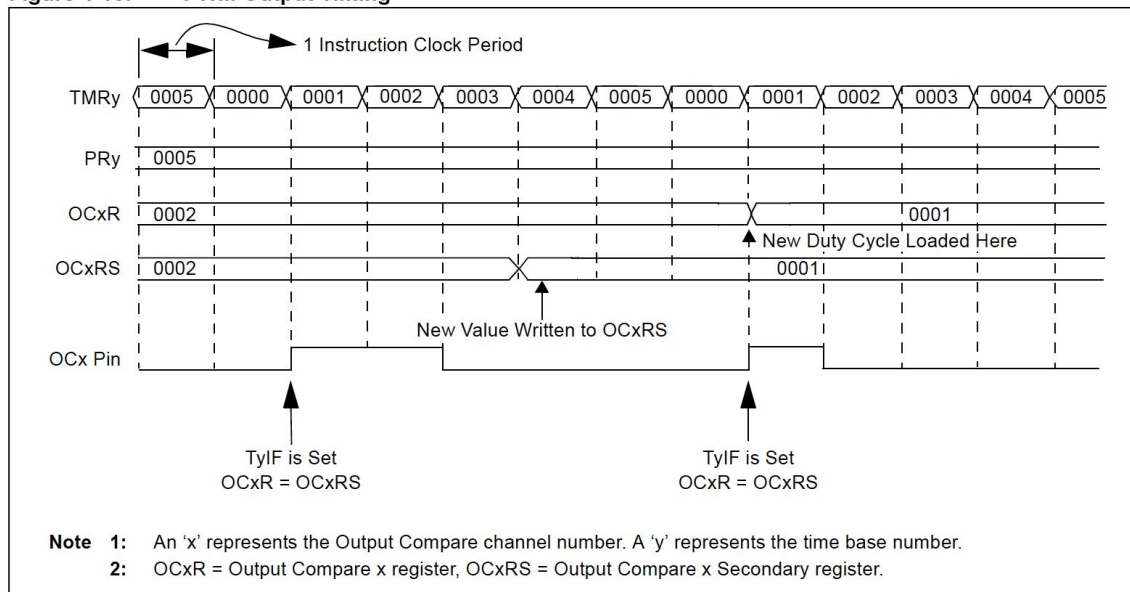 1 Instruction Clock Period
TMRy 0005 0000 0001 0002 0003 0004 0005 0000 0001 0002 0003 0004 0005
PRy 0005
OCxR 0002 0001
New Duty Cycle Loaded Here
OCxRS 0002 0001
New Value Written to OCxRS
OCx Pin
TyIF is Set TyIF is Set
OCxR = OCxRS OCxR = OCxRS
Note 1: An ‘x’ represents the Output Compare channel number. A ‘y’ represents the time base number.
2: OCxR = Output Compare x register, OCxRS = Output Compare x Secondary register.